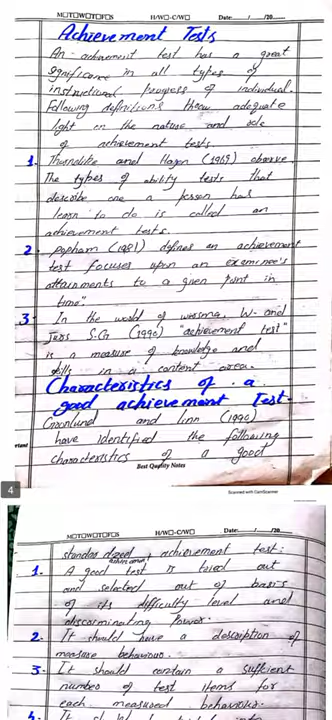 M□T□W□T□F□S H/W□-C/W□ Date: / /20
Achievement Tests
An achievement test has a great
significance in all types of
instructional progress of individual.
Following definitions throw adequate
light on the nature and role
of achievement tests.
1. Thorndike and Hagen (1969) observe
The types of ability tests that
describe one a person has
learn to do is called an
achievement tests.
2. Popham (1981) defines an achievement
test focuses upon an examinee's
attainments to a given point in
time"
3. In the world of W- and
Jurs S.G (1990) "achievement test"
is a measure of knowledge and
skills in a content area.
Characteristics of a
good achievement Test-
Gronlund and Linn (1990)
have identified the following
characteristics of a good
Best Quality Notes
4
Scanned with CamScanner
M□T□W□T□F□S H/W□-C/W□ Date: / /20
standardized achievement test:
1. A good test is tried out
and selected out of basis
of its difficulty level and
discriminating power.
2. It should have a description of
measure behaviour.
3. It should contain a sufficient
number of test items for
each measured behaviour.
4. It